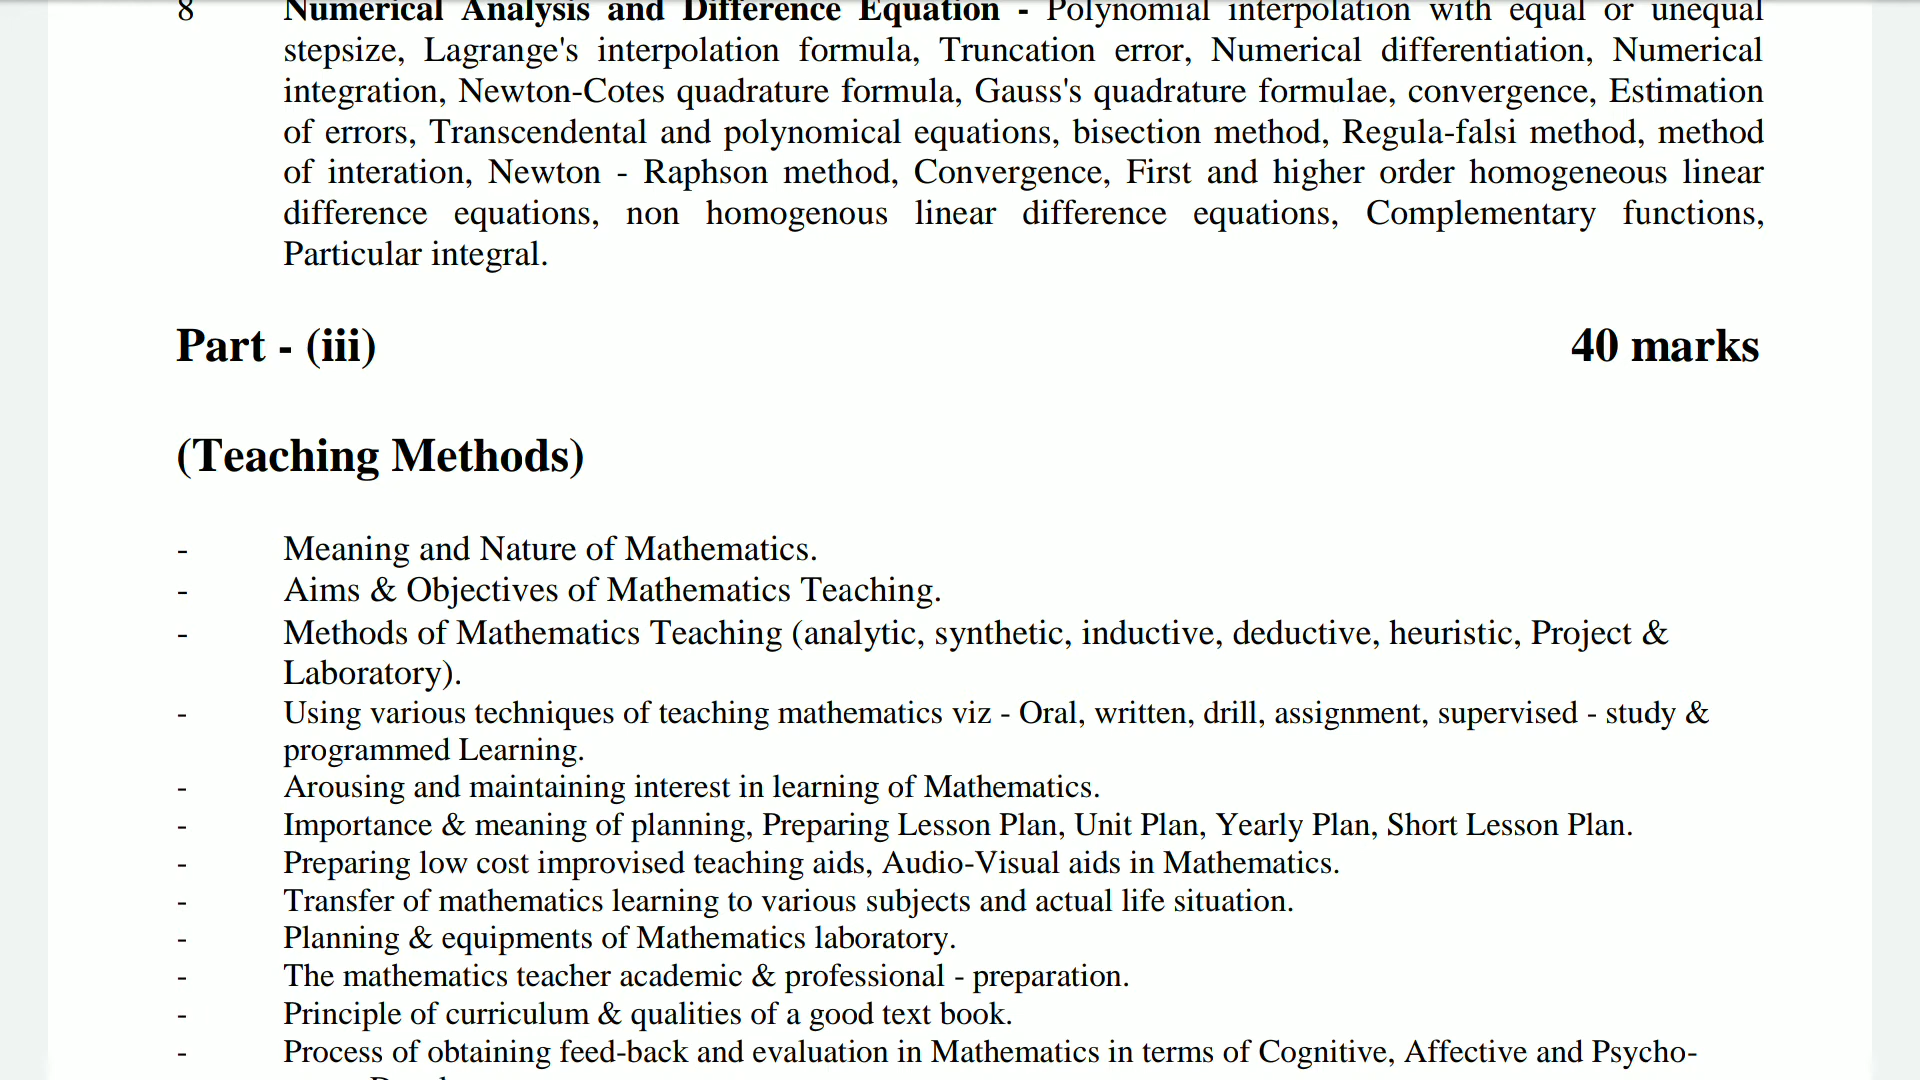 8 Numerical Analysis and Difference Equation - Polynomial interpolation with equal or unequal
stepsize, Lagrange's interpolation formula, Truncation error, Numerical differentiation, Numerical
integration, Newton-Cotes quadrature formula, Gauss's quadrature formulae, convergence, Estimation
of errors, Transcendental and polynomical equations, bisection method, Regula-falsi method, method
of interation, Newton - Raphson method, Convergence, First and higher order homogeneous linear
difference equations, non homogenous linear difference equations, Complementary functions,
Particular integral.
Part - (iii) 40 marks
(Teaching Methods)
- Meaning and Nature of Mathematics.
- Aims & Objectives of Mathematics Teaching.
- Methods of Mathematics Teaching (analytic, synthetic, inductive, deductive, heuristic, Project &
Laboratory).
- Using various techniques of teaching mathematics viz - Oral, written, drill, assignment, supervised - study &
programmed Learning.
- Arousing and maintaining interest in learning of Mathematics.
- Importance & meaning of planning, Preparing Lesson Plan, Unit Plan, Yearly Plan, Short Lesson Plan.
- Preparing low cost improvised teaching aids, Audio-Visual aids in Mathematics.
- Transfer of mathematics learning to various subjects and actual life situation.
- Planning & equipments of Mathematics laboratory.
- The mathematics teacher academic & professional - preparation.
- Principle of curriculum & qualities of a good text book.
- Process of obtaining feed-back and evaluation in Mathematics in terms of Cognitive, Affective and Psycho-